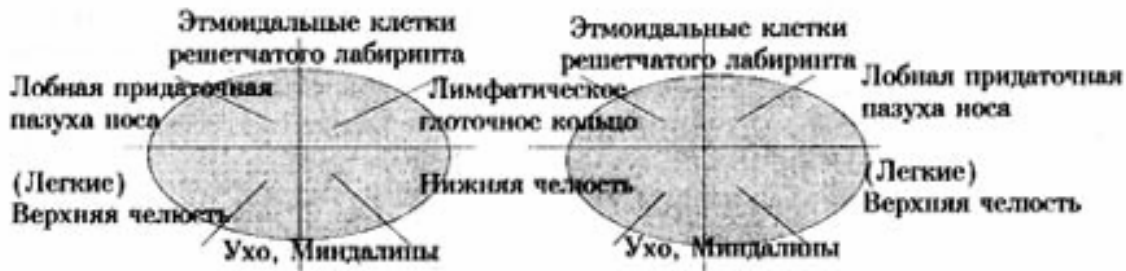 Этмоидальные клетки
решетчатого лабиринта
Этмоидальные клетки
решетчатого лабиринта
Лобная придаточная
пазуха носа
Лимфатическое
глоточное кольцо
Лобная придаточная
пазуха носа
(Легкие)
Верхняя челюсть
Нижняя челюсть
(Легкие)
Верхняя челюсть
Ухо, Миндалины
Ухо, Миндалины